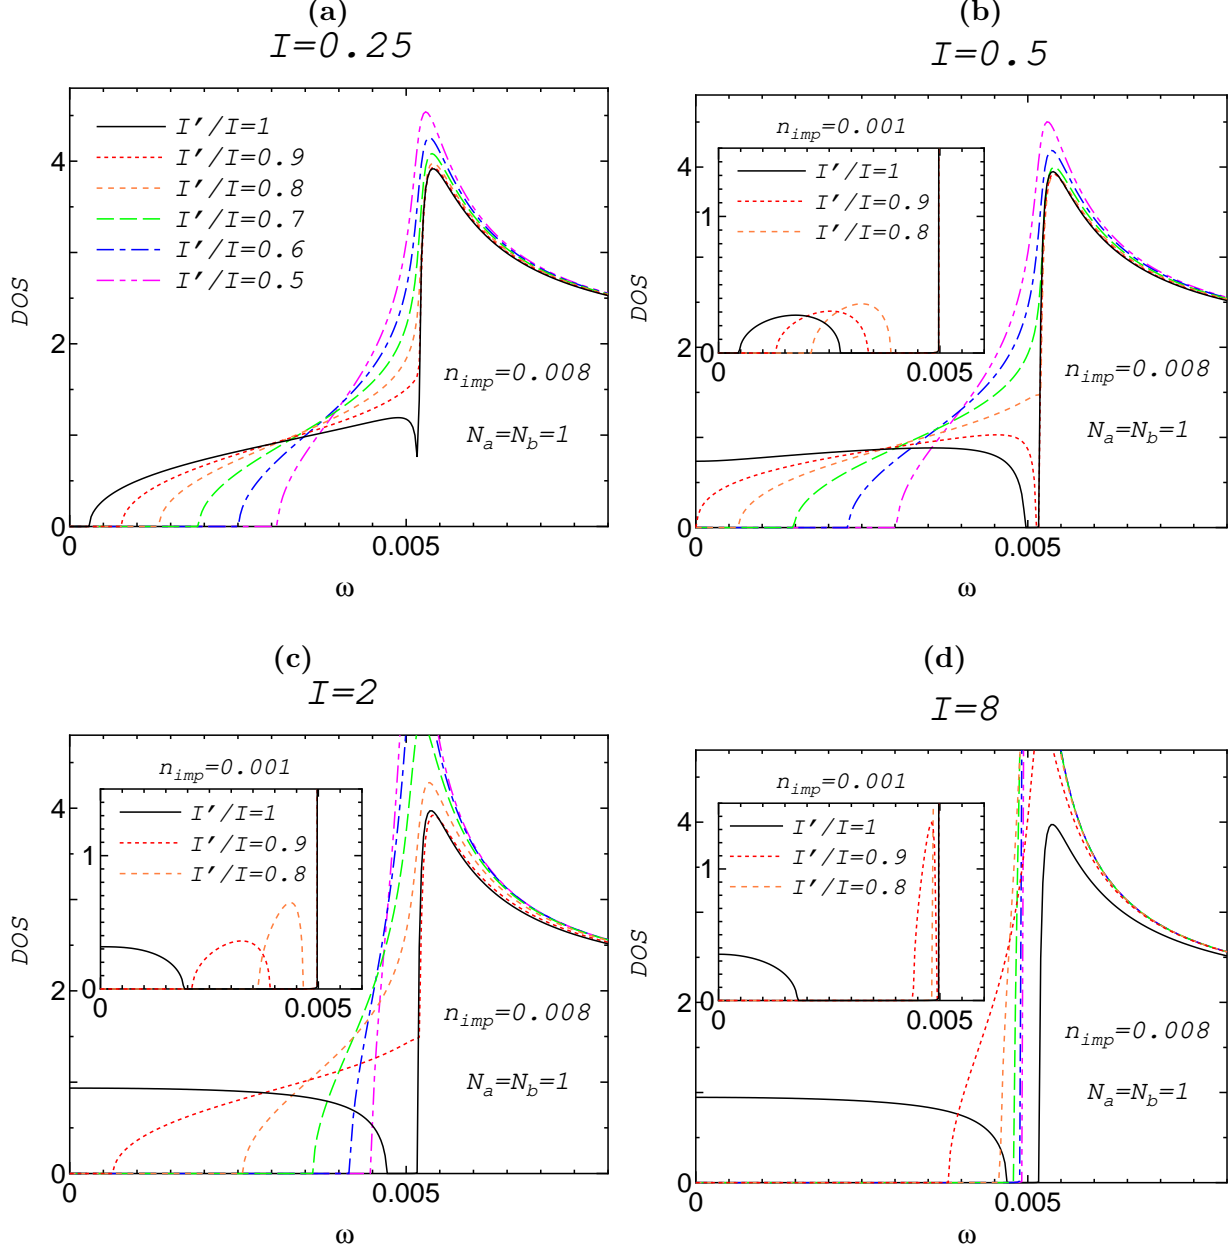 (a)
I=0.25
I'/I=1
I'/I=0.9
I'/I=0.8
I'/I=0.7
I'/I=0.6
I'/I=0.5
n_imp=0.008
N_a=N_b=1
DOS
4
2
0
0
0.005
ω
(b)
I=0.5
n_imp=0.001
I'/I=1
I'/I=0.9
I'/I=0.8
1
0
0
0.005
n_imp=0.008
N_a=N_b=1
DOS
4
2
0
0
0.005
ω
(c)
I=2
n_imp=0.001
I'/I=1
I'/I=0.9
I'/I=0.8
1
0
0
0.005
n_imp=0.008
N_a=N_b=1
DOS
4
2
0
0
0.005
ω
(d)
I=8
n_imp=0.001
I'/I=1
I'/I=0.9
I'/I=0.8
1
0
0
0.005
n_imp=0.008
N_a=N_b=1
DOS
4
2
0
0
0.005
ω